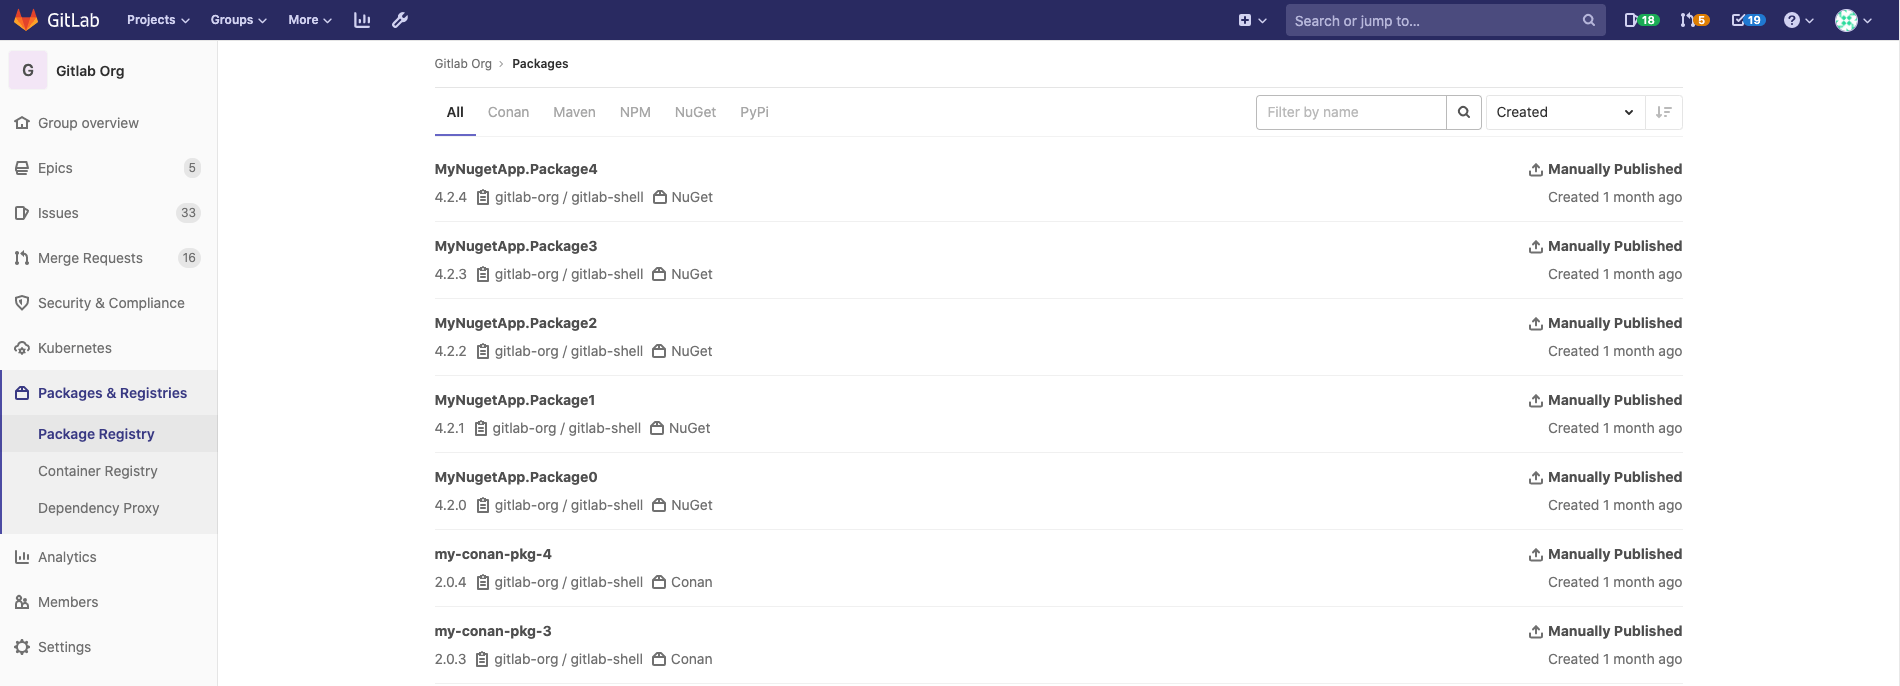 GitLab Projects Groups More Search or jump to... 18 5 19
G Gitlab Org
Group overview
Epics 5
Issues 33
Merge Requests 16
Security & Compliance
Kubernetes
Packages & Registries
Package Registry
Container Registry
Dependency Proxy
Analytics
Members
Settings
Gitlab Org › Packages
All Conan Maven NPM NuGet PyPi Filter by name Created
MyNugetApp.Package4 Manually Published
4.2.4 gitlab-org / gitlab-shell NuGet Created 1 month ago
MyNugetApp.Package3 Manually Published
4.2.3 gitlab-org / gitlab-shell NuGet Created 1 month ago
MyNugetApp.Package2 Manually Published
4.2.2 gitlab-org / gitlab-shell NuGet Created 1 month ago
MyNugetApp.Package1 Manually Published
4.2.1 gitlab-org / gitlab-shell NuGet Created 1 month ago
MyNugetApp.Package0 Manually Published
4.2.0 gitlab-org / gitlab-shell NuGet Created 1 month ago
my-conan-pkg-4 Manually Published
2.0.4 gitlab-org / gitlab-shell Conan Created 1 month ago
my-conan-pkg-3 Manually Published
2.0.3 gitlab-org / gitlab-shell Conan Created 1 month ago